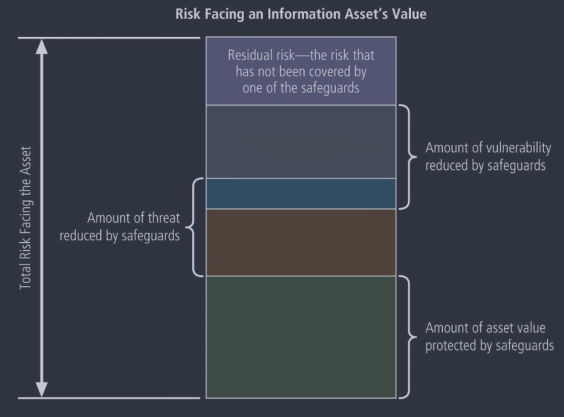 Risk Facing an Information Asset's Value
Residual risk—the risk that
has not been covered by
one of the safeguards
Amount of vulnerability
reduced by safeguards
Total Risk Facing the Asset
Amount of threat
reduced by safeguards
Amount of asset value
protected by safeguards